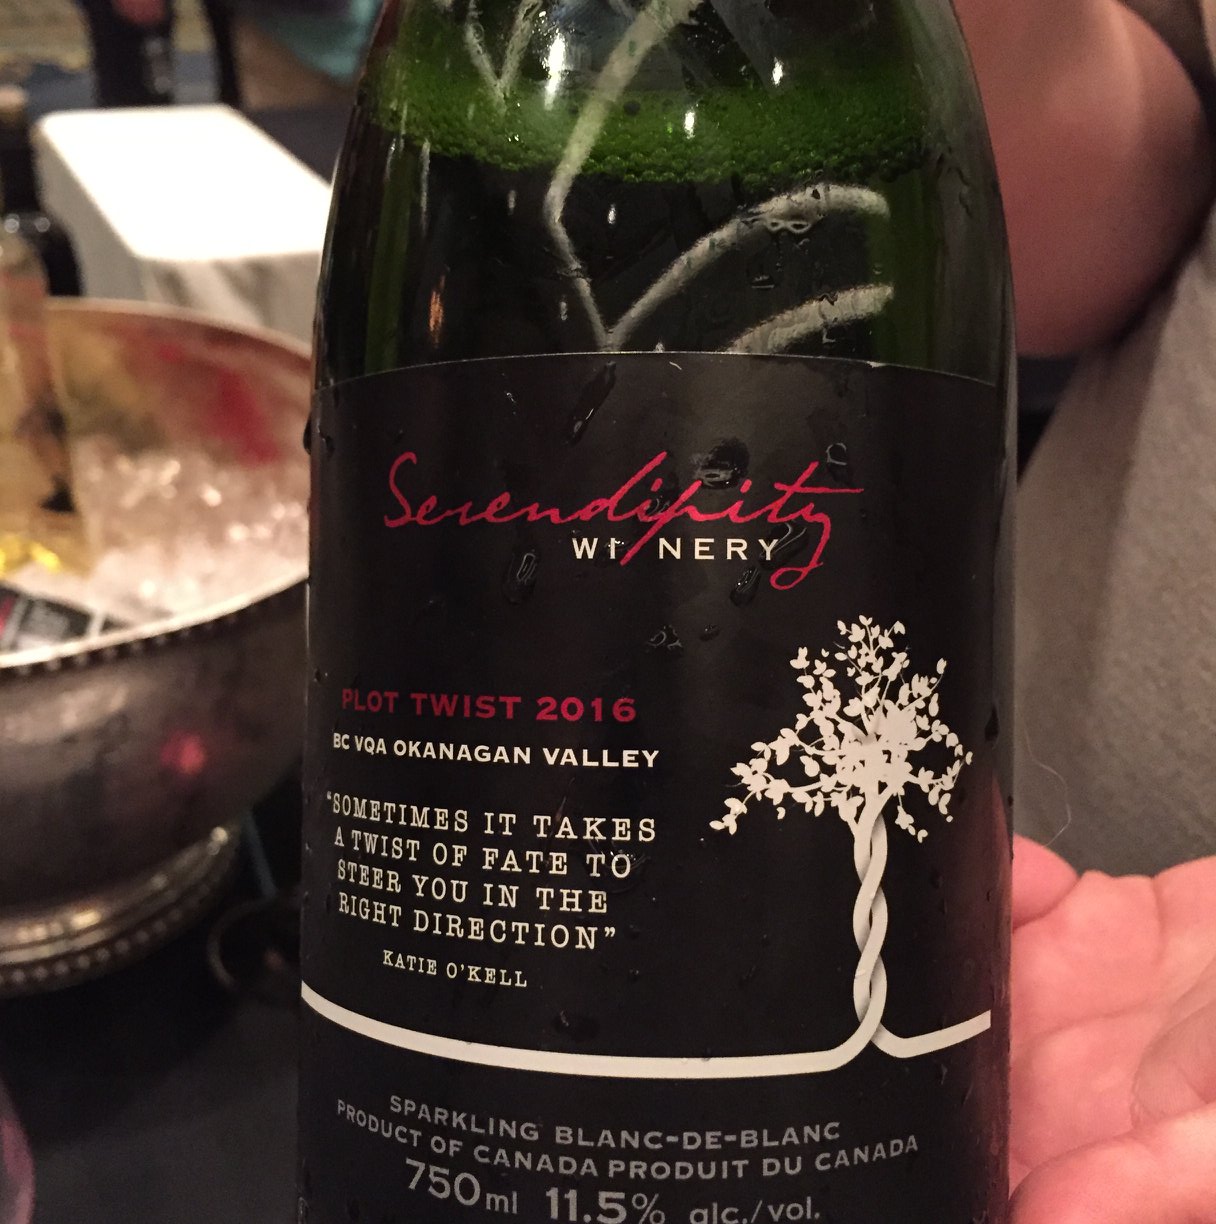 Serendipity
WINERY
PLOT TWIST 2016
BC VQA OKANAGAN VALLEY
“SOMETIMES IT TAKES
A TWIST OF FATE TO
STEER YOU IN THE
RIGHT DIRECTION”
KATIE O'KELL
SPARKLING BLANC-DE-BLANC
PRODUCT OF CANADA PRODUIT DU CANADA
750ml 11.5% alc./vol.